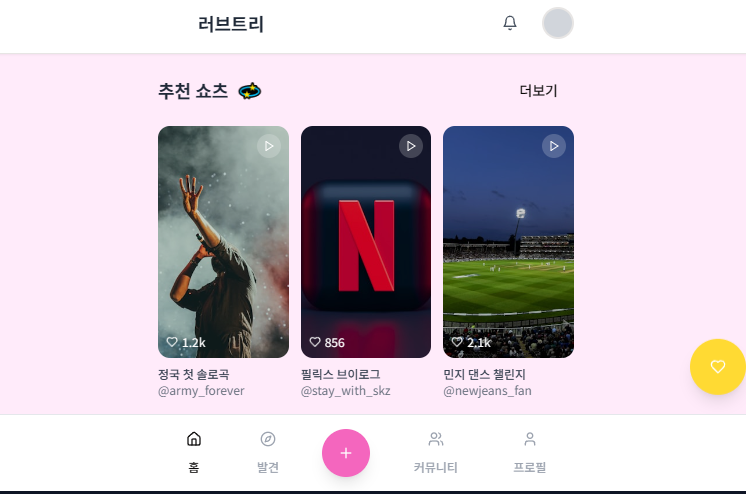 러브트리
추천 쇼츠
더보기
N
1.2k
856
2.1k
정국 첫 솔로곡
@army_forever
필릭스 브이로그
@stay_with_skz
민지 댄스 챌린지
@newjeans_fan
홈
발견
+
커뮤니티
프로필